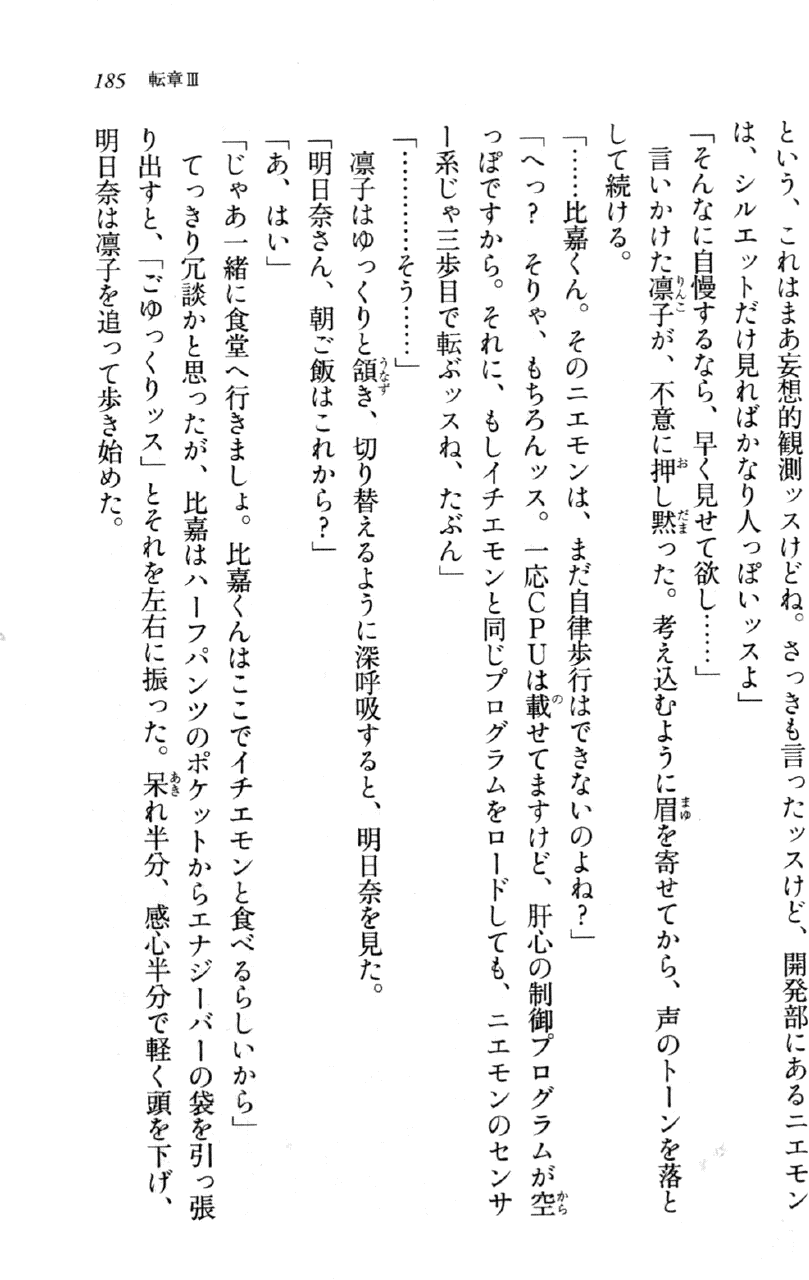 185　転章Ⅲ
という、これはまあ妄想的観測ッスけどね。さっきも言ったッスけど、開発部にあるニエモン
は、シルエットだけ見ればかなり人っぽいッスよ」
「そんなに自慢するなら、早く見せて欲し……」
　言いかけた凛子が、不意に押し黙った。考え込むように眉を寄せてから、声のトーンを落と
して続ける。
「……比嘉くん。そのニエモンは、まだ自律歩行はできないのよね？」
「へっ？　そりゃ、もちろんッス。一応ＣＰＵは載せてますけど、肝心の制御プログラムが空
っぽですから。それに、もしイチエモンと同じプログラムをロードしても、ニエモンのセンサ
ー系じゃ三歩目で転ぶッスね、たぶん」
「…………そう……」
　凛子はゆっくりと頷き、切り替えるように深呼吸すると、明日奈を見た。
「明日奈さん、朝ご飯はこれから？」
「あ、はい」
「じゃあ一緒に食堂へ行きましょ。比嘉くんはここでイチエモンと食べるらしいから」
　てっきり冗談かと思ったが、比嘉はハーフパンツのポケットからエナジーバーの袋を引っ張
り出すと、「ごゆっくりッス」とそれを左右に振った。呆れ半分、感心半分で軽く頭を下げ、
明日奈は凛子を追って歩き始めた。